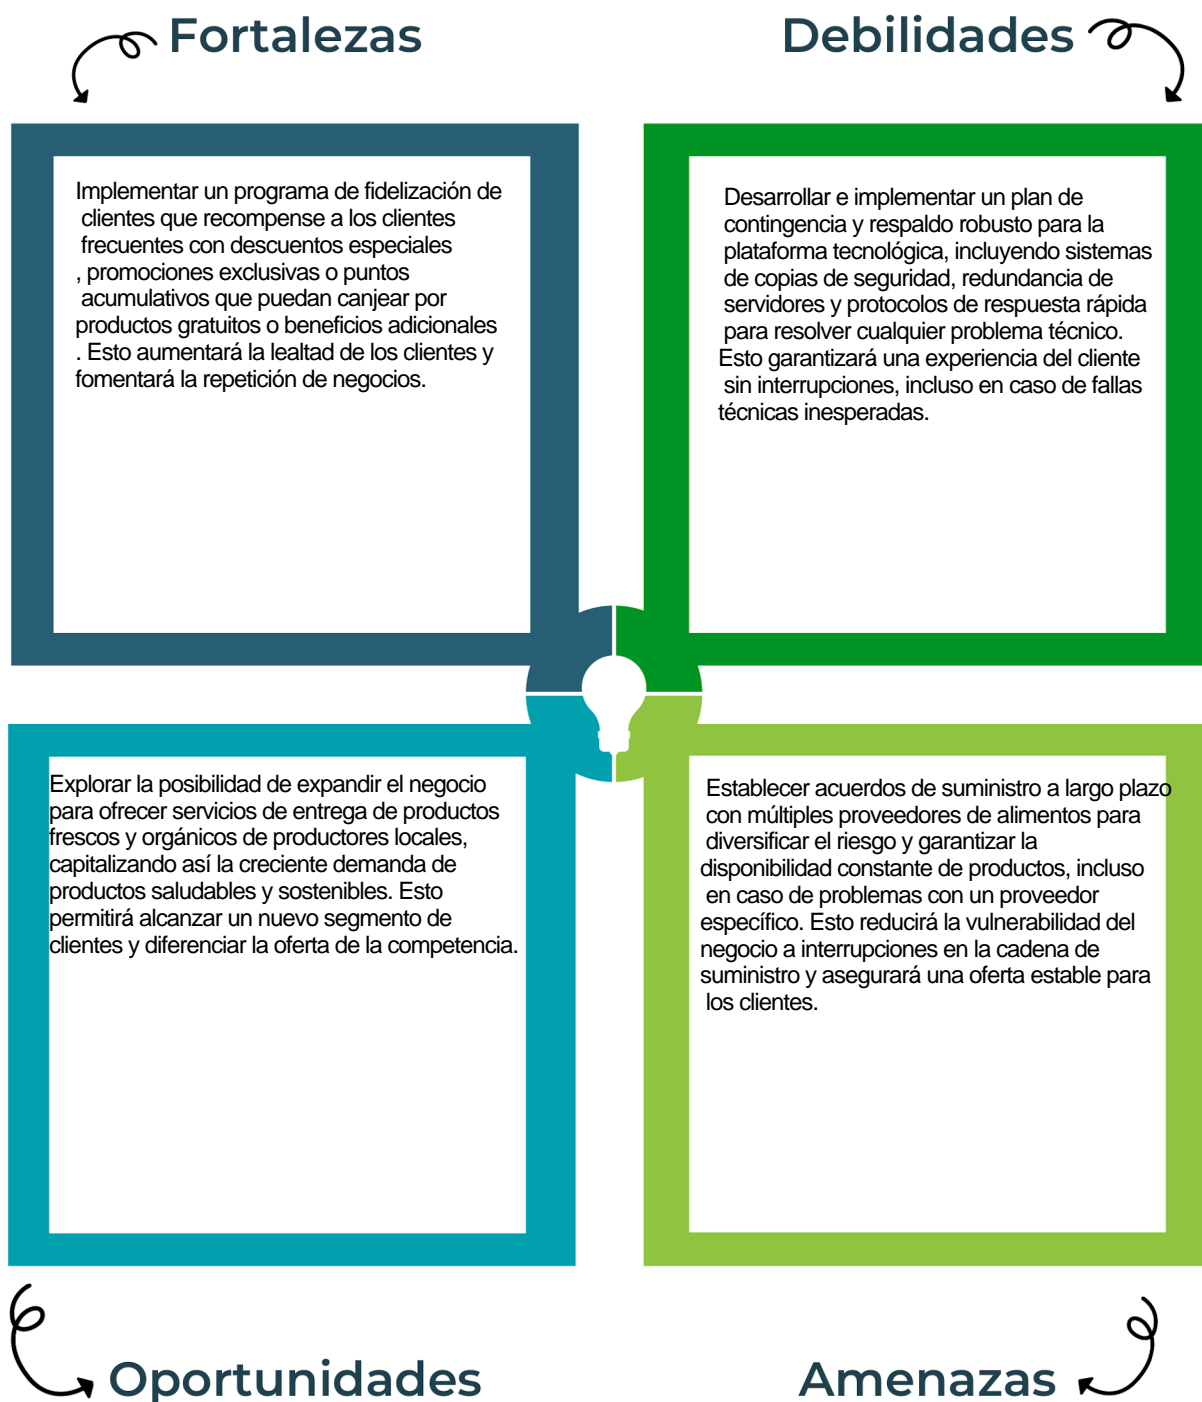 Fortalezas
Debilidades
Implementar un programa de fidelización de
clientes que recompense a los clientes
frecuentes con descuentos especiales
, promociones exclusivas o puntos
acumulativos que puedan canjear por
productos gratuitos o beneficios adicionales
. Esto aumentará la lealtad de los clientes y
fomentará la repetición de negocios.
Desarrollar e implementar un plan de
contingencia y respaldo robusto para la
plataforma tecnológica, incluyendo sistemas
de copias de seguridad, redundancia de
servidores y protocolos de respuesta rápida
para resolver cualquier problema técnico.
Esto garantizará una experiencia del cliente
sin interrupciones, incluso en caso de fallas
técnicas inesperadas.
Explorar la posibilidad de expandir el negocio
para ofrecer servicios de entrega de productos
frescos y orgánicos de productores locales,
capitalizando así la creciente demanda de
productos saludables y sostenibles. Esto
permitirá alcanzar un nuevo segmento de
clientes y diferenciar la oferta de la competencia.
Establecer acuerdos de suministro a largo plazo
con múltiples proveedores de alimentos para
diversificar el riesgo y garantizar la
disponibilidad constante de productos, incluso
en caso de problemas con un proveedor
específico. Esto reducirá la vulnerabilidad del
negocio a interrupciones en la cadena de
suministro y asegurará una oferta estable para
los clientes.
Oportunidades
Amenazas